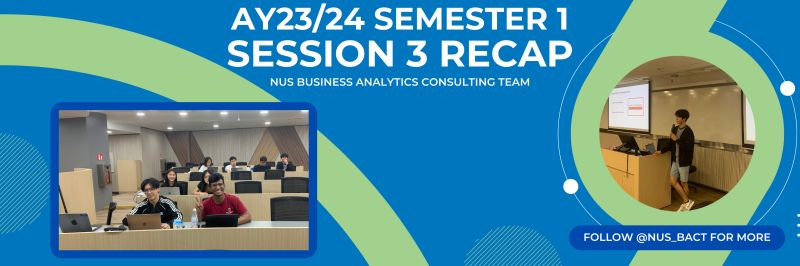 AY23/24 SEMESTER 1
SESSION 3 RECAP
NUS BUSINESS ANALYTICS CONSULTING TEAM
FOLLOW @NUS_BACT FOR MORE